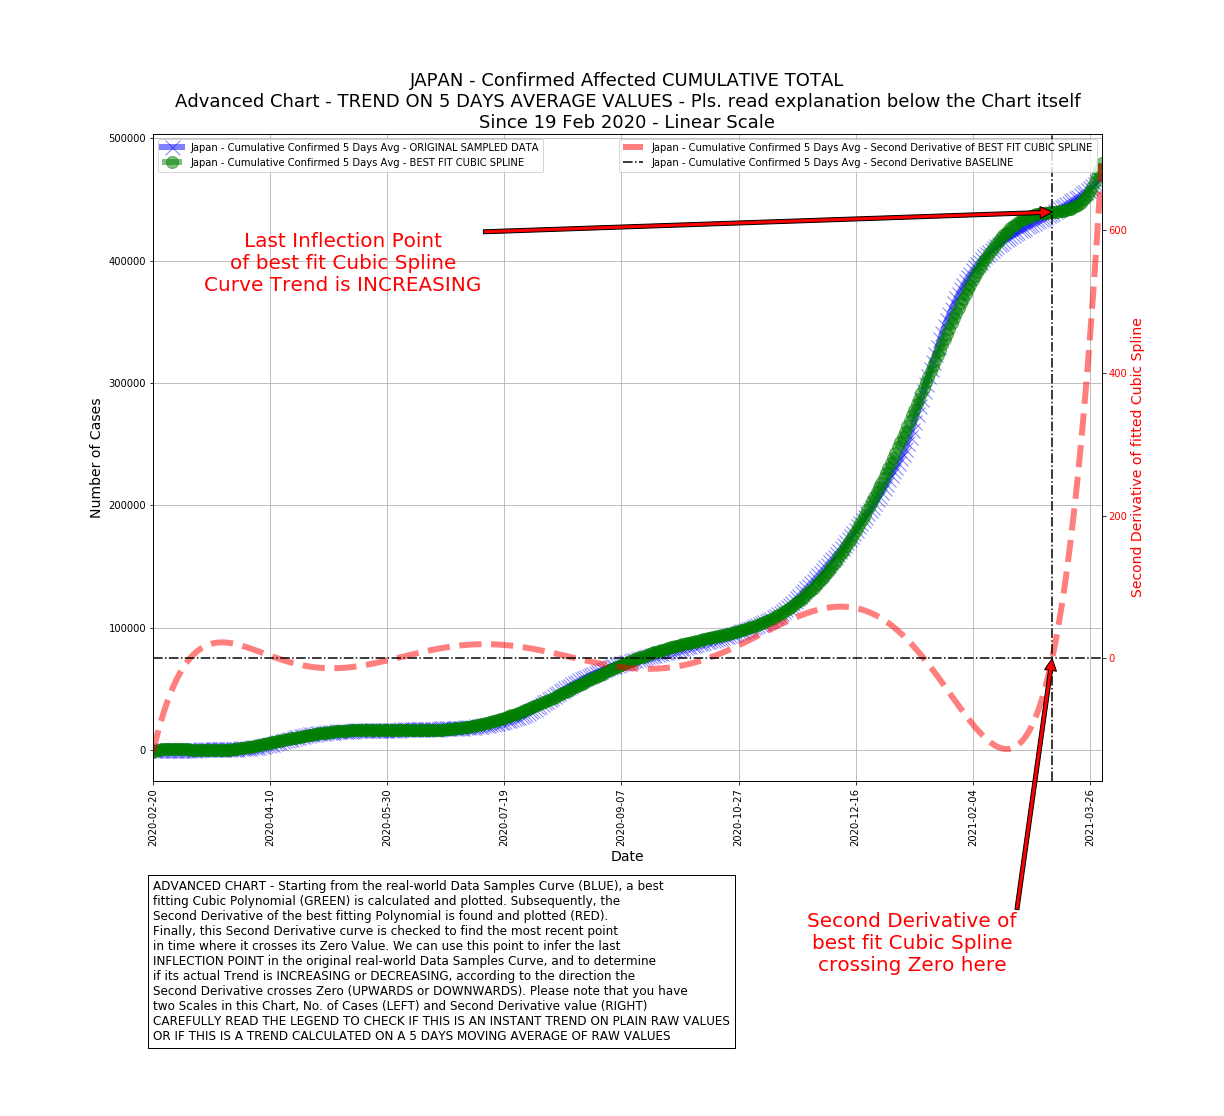 JAPAN - Confirmed Affected CUMULATIVE TOTAL
Advanced Chart - TREND ON 5 DAYS AVERAGE VALUES - Pls. read explanation below the Chart itself
Since 19 Feb 2020 - Linear Scale
Japan - Cumulative Confirmed 5 Days Avg - ORIGINAL SAMPLED DATA
Japan - Cumulative Confirmed 5 Days Avg - BEST FIT CUBIC SPLINE
Japan - Cumulative Confirmed 5 Days Avg - Second Derivative of BEST FIT CUBIC SPLINE
Japan - Cumulative Confirmed 5 Days Avg - Second Derivative BASELINE
Last Inflection Point
of best fit Cubic Spline
Curve Trend is INCREASING
500000
400000
300000
200000
100000
0
Number of Cases
600
400
200
0
Second Derivative of fitted Cubic Spline
2020-02-20
2020-04-10
2020-05-30
2020-07-19
2020-09-07
2020-10-27
2020-12-16
2021-02-04
2021-03-26
Date
ADVANCED CHART - Starting from the real-world Data Samples Curve (BLUE), a best
fitting Cubic Polynomial (GREEN) is calculated and plotted. Subsequently, the
Second Derivative of the best fitting Polynomial is found and plotted (RED).
Finally, this Second Derivative curve is checked to find the most recent point
in time where it crosses its Zero Value. We can use this point to infer the last
INFLECTION POINT in the original real-world Data Samples Curve, and to determine
if its actual Trend is INCREASING or DECREASING, according to the direction the
Second Derivative crosses Zero (UPWARDS or DOWNWARDS). Please note that you have
two Scales in this Chart, No. of Cases (LEFT) and Second Derivative value (RIGHT)
CAREFULLY READ THE LEGEND TO CHECK IF THIS IS AN INSTANT TREND ON PLAIN RAW VALUES
OR IF THIS IS A TREND CALCULATED ON A 5 DAYS MOVING AVERAGE OF RAW VALUES
Second Derivative of
best fit Cubic Spline
crossing Zero here